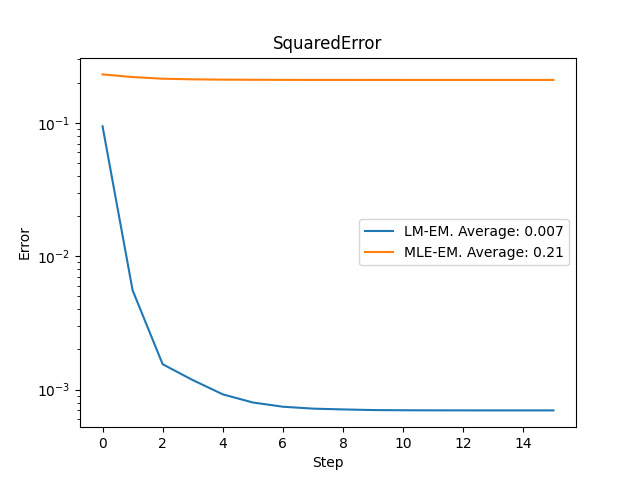 SquaredError
Error
10⁻¹
10⁻²
10⁻³
LM-EM. Average: 0.007
MLE-EM. Average: 0.21
0 2 4 6 8 10 12 14
Step